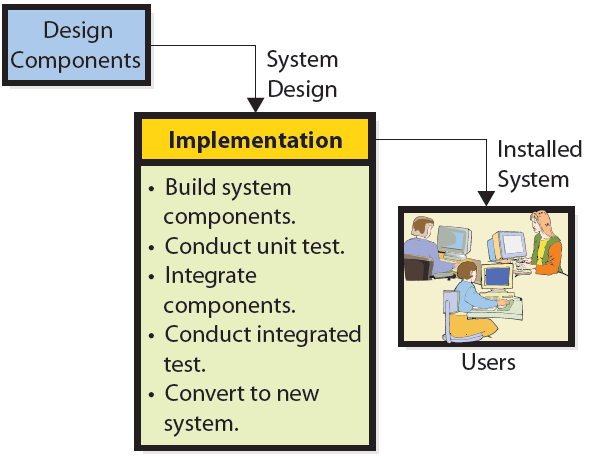 Design
Components
System
Design
Implementation
Installed
System
• Build system
components.
• Conduct unit test.
• Integrate
components.
• Conduct integrated
test.
• Convert to new
system.
Users